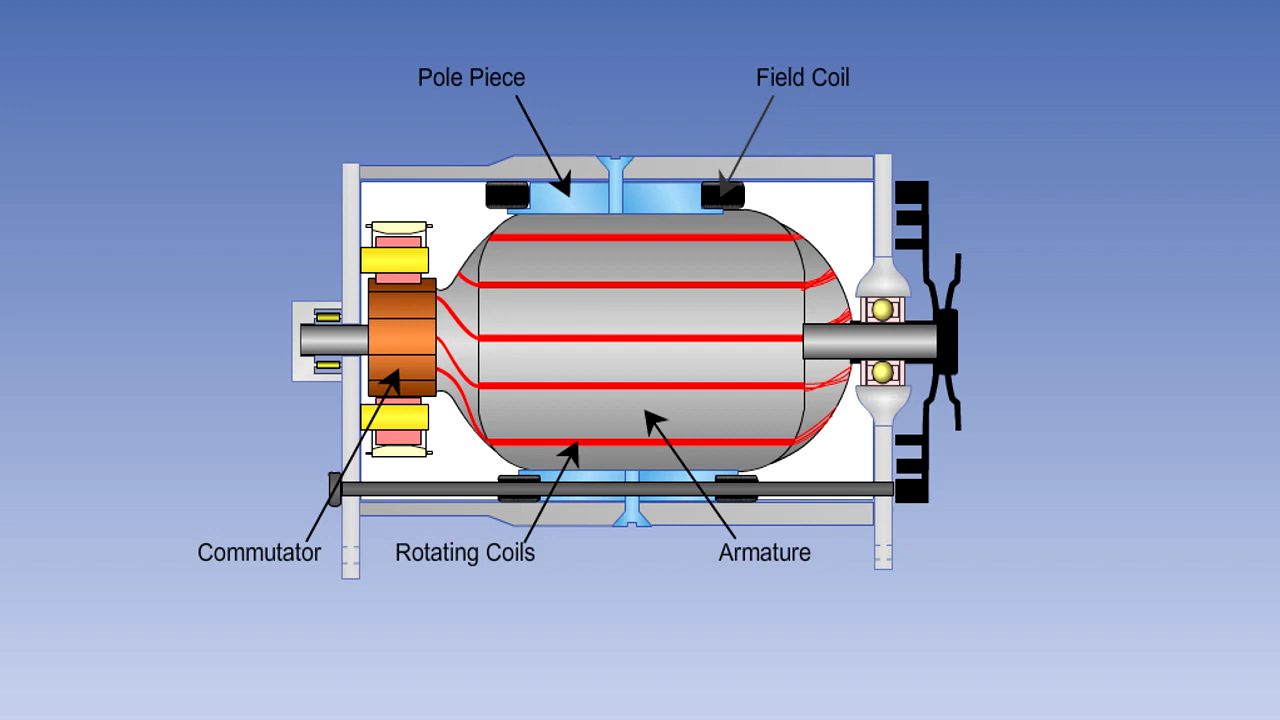 Pole Piece
Field Coil
Commutator
Rotating Coils
Armature